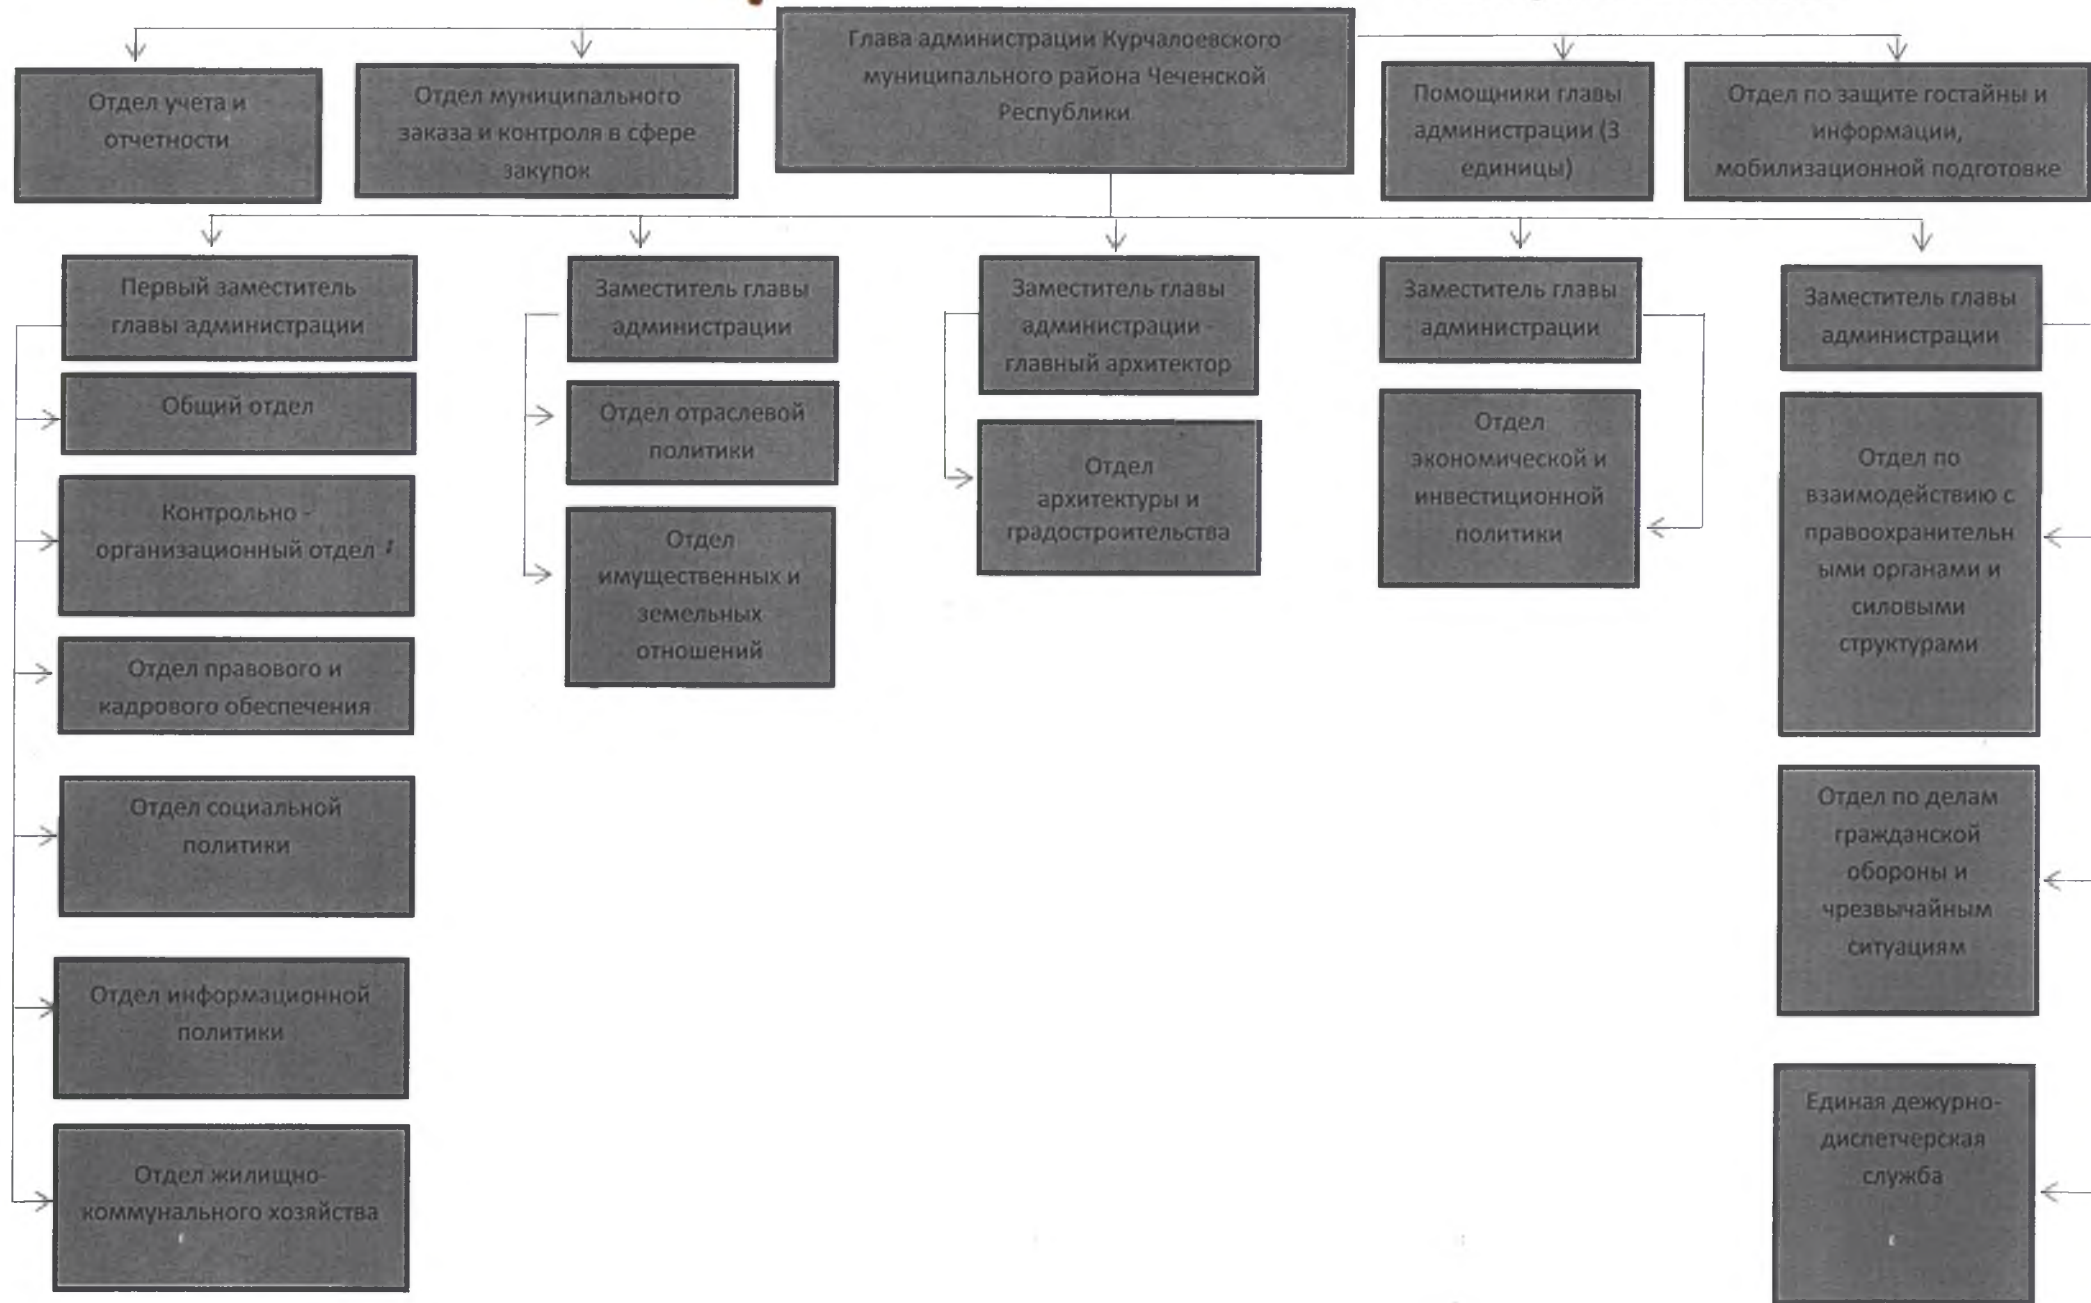 Глава администрации Курчалоевского
муниципального района Чеченской
Республики
Отдел учета и
отчетности
Отдел муниципального
заказа и контроля в сфере
закупок
Помощники главы
администрации (3
единицы)
Отдел по защите гостайны и
информации,
мобилизационной подготовке
Первый заместитель
главы администрации
Общий отдел
Контрольно -
организационный отдел
Отдел правового и
кадрового обеспечения
Отдел социальной
политики
Отдел информационной
политики
Отдел жилищно-
коммунального хозяйства
Заместитель главы
администрации
Отдел отраслевой
политики
Отдел
имущественных и
земельных
отношений
Заместитель главы
администрации -
главный архитектор
Отдел
архитектуры и
градостроительства
Заместитель главы
администрации
Отдел
экономической и
инвестиционной
политики
Заместитель главы
администрации
Отдел по
взаимодействию с
правоохранительн
ыми органами и
силовыми
структурами
Отдел по делам
гражданской
обороны и
чрезвычайным
ситуациям
Единая дежурно-
диспетчерская
служба